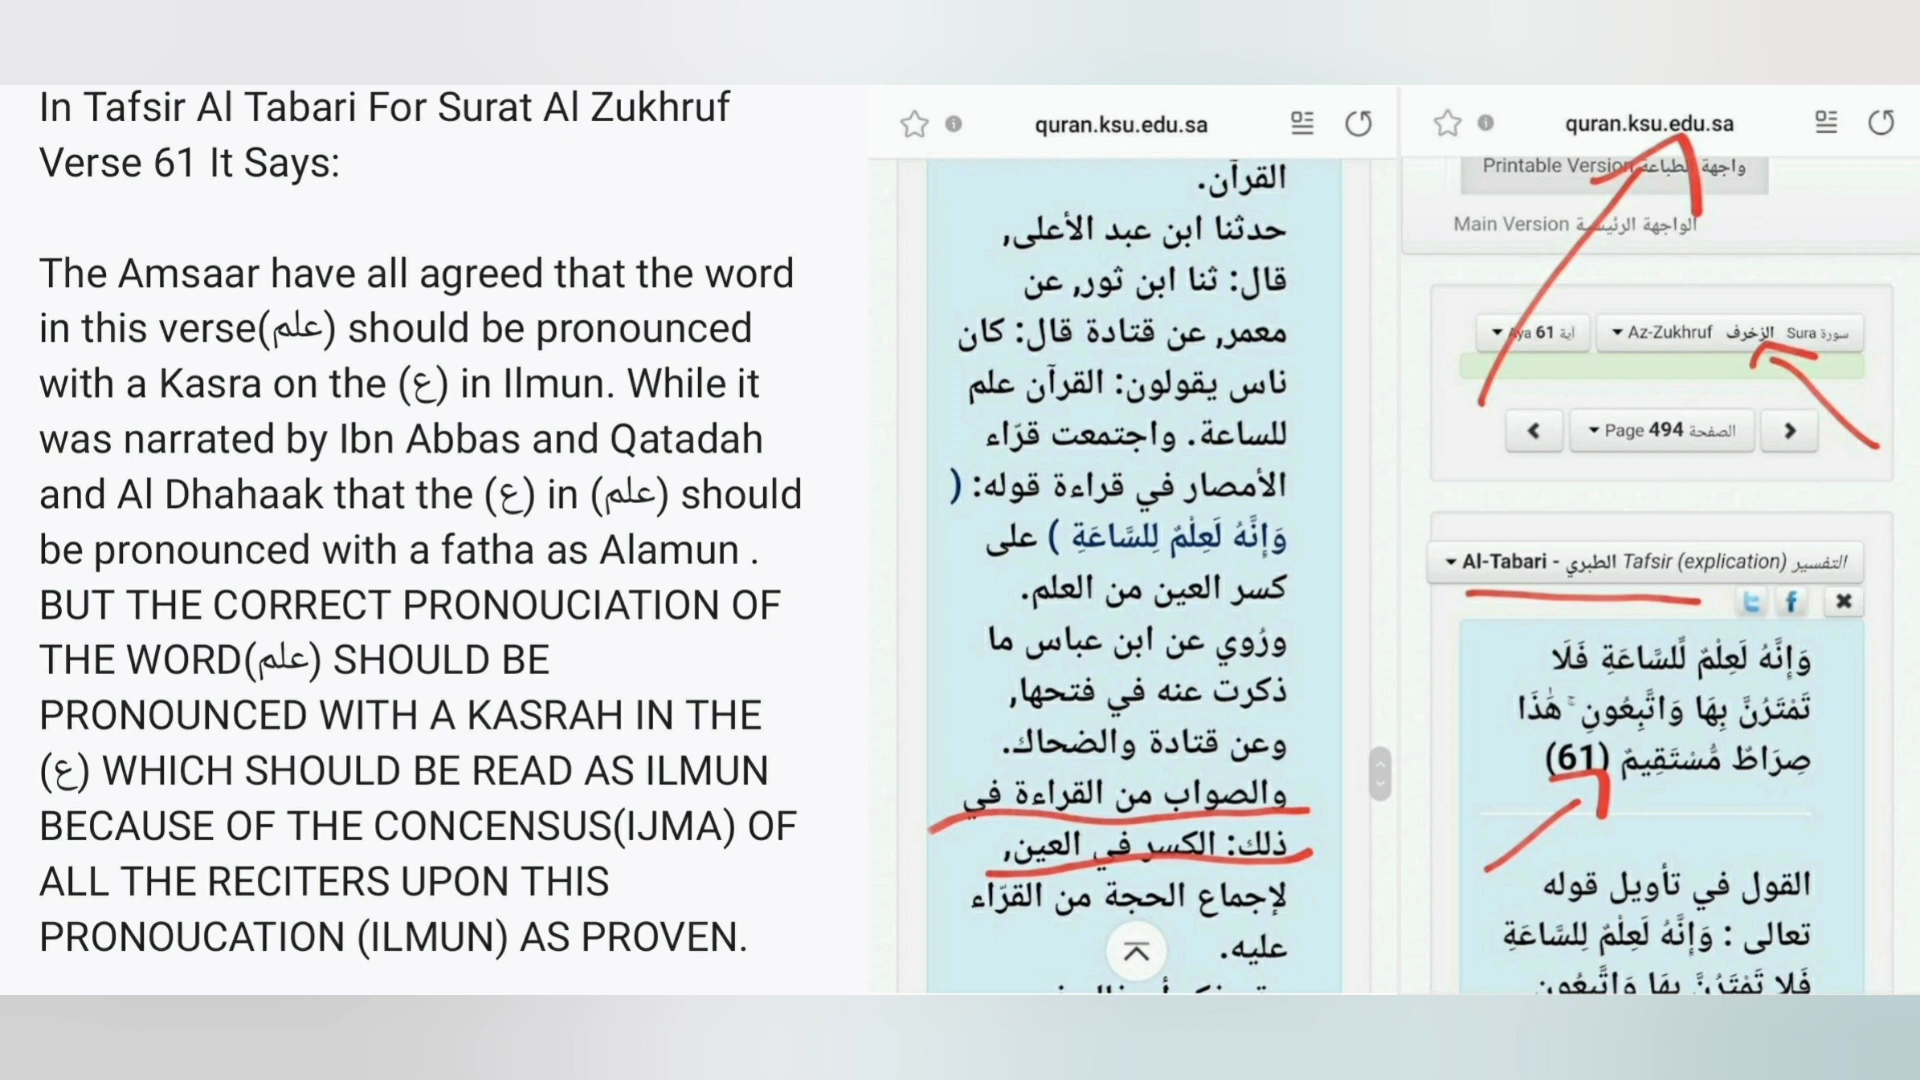 In Tafsir Al Tabari For Surat Al Zukhruf
Verse 61 It Says:
The Amsaar have all agreed that the word
in this verse(علم) should be pronounced
with a Kasra on the (ع) in Ilmun. While it
was narrated by Ibn Abbas and Qatadah
and Al Dhahaak that the (ع) in (علم) should
be pronounced with a fatha as Alamun .
BUT THE CORRECT PRONOUCIATION OF
THE WORD(علم) SHOULD BE
PRONOUNCED WITH A KASRAH IN THE
(ع) WHICH SHOULD BE READ AS ILMUN
BECAUSE OF THE CONCENSUS(IJMA) OF
ALL THE RECITERS UPON THIS
PRONOUCATION (ILMUN) AS PROVEN.
quran.ksu.edu.sa
القرآن.
حدثنا ابن عبد الأعلى,
قال: ثنا ابن ثور, عن
معمر, عن قتادة قال: كان
ناس يقولون: القرآن علم
للساعة. واجتمعت قرّاء
الأمصار في قراءة قوله: (
وَإِنَّهُ لَعِلْمٌ لِلسَّاعَةِ ) على
كسر العين من العلم.
ورُوي عن ابن عباس ما
ذكرت عنه في فتحها,
وعن قتادة والضحاك.
والصواب من القراءة في
ذلك: الكسر في العين,
لإجماع الحجة من القرّاء
عليه.
quran.ksu.edu.sa
Printable Version واجهة الطباعة
Main Version الواجهة الرئيسية
سورة Sura الزخرف Az-Zukhruf
آية Aya 61
الصفحة Page 494
التفسير Tafsir (explication) الطبري - Al-Tabari
وَإِنَّهُ لَعِلْمٌ لِّلسَّاعَةِ فَلَا
تَمْتَرُنَّ بِهَا وَاتَّبِعُونِ ۚ هَٰذَا
صِرَاطٌ مُّسْتَقِيمٌ (61)
القول في تأويل قوله
تعالى : وَإِنَّهُ لَعِلْمٌ لِلسَّاعَةِ
فَلا تَمْتَرُنَّ بِهَا وَاتَّبِعُونِ